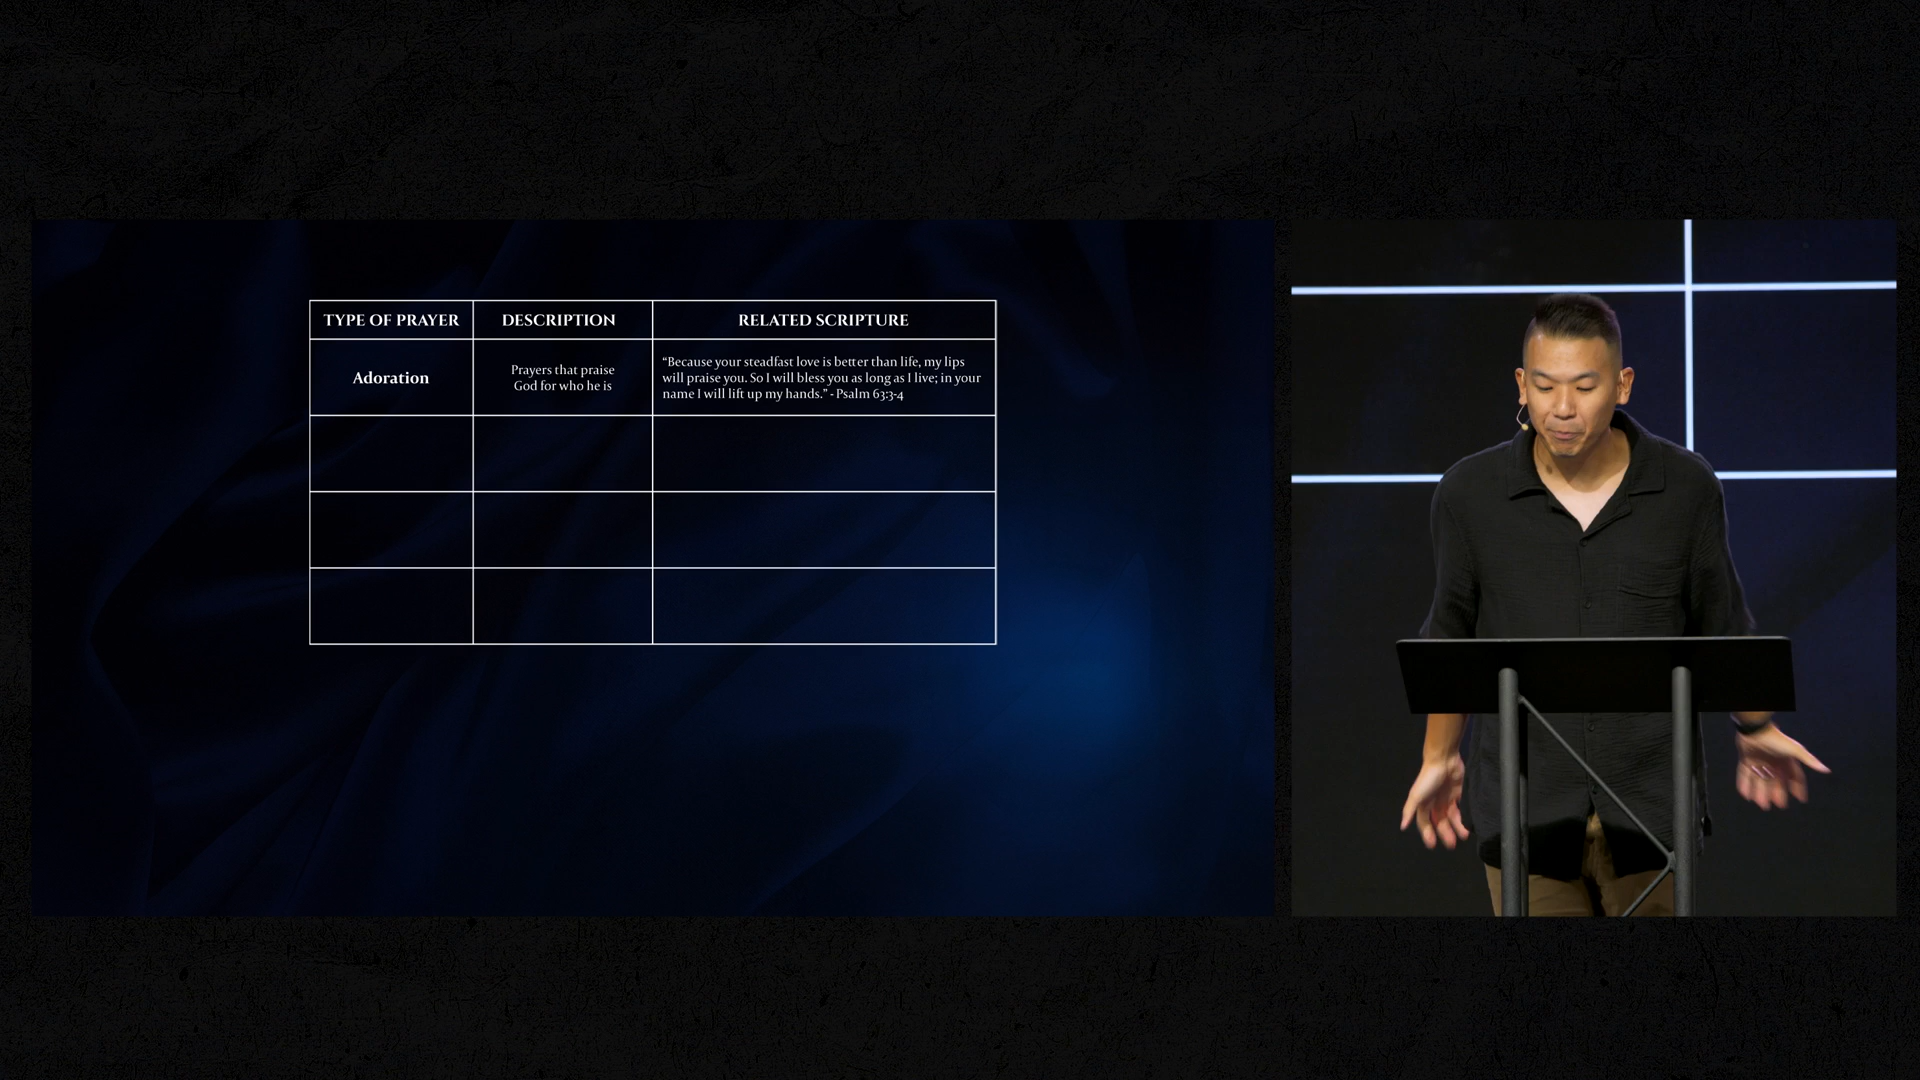 TYPE OF PRAYER DESCRIPTION RELATED SCRIPTURE
Adoration
Prayers that praise
God for who he is
“Because your steadfast love is better than life, my lips
will praise you. So I will bless you as long as I live; in your
name I will lift up my hands.” - Psalm 63:3-4